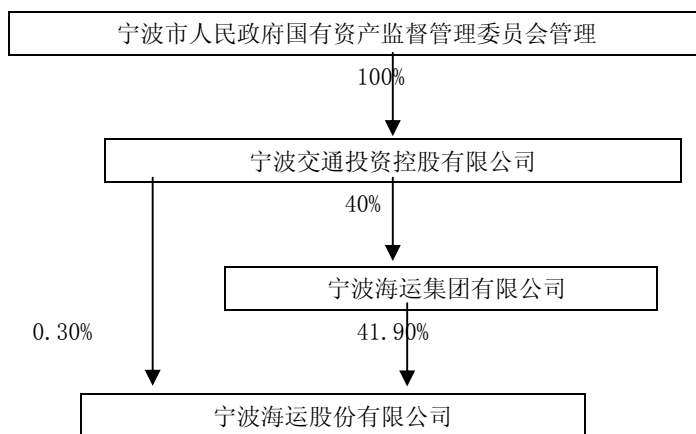 宁波市人民政府国有资产监督管理委员会管理
100%
宁波交通投资控股有限公司
40%
宁波海运集团有限公司
0.30%
41.90%
宁波海运股份有限公司